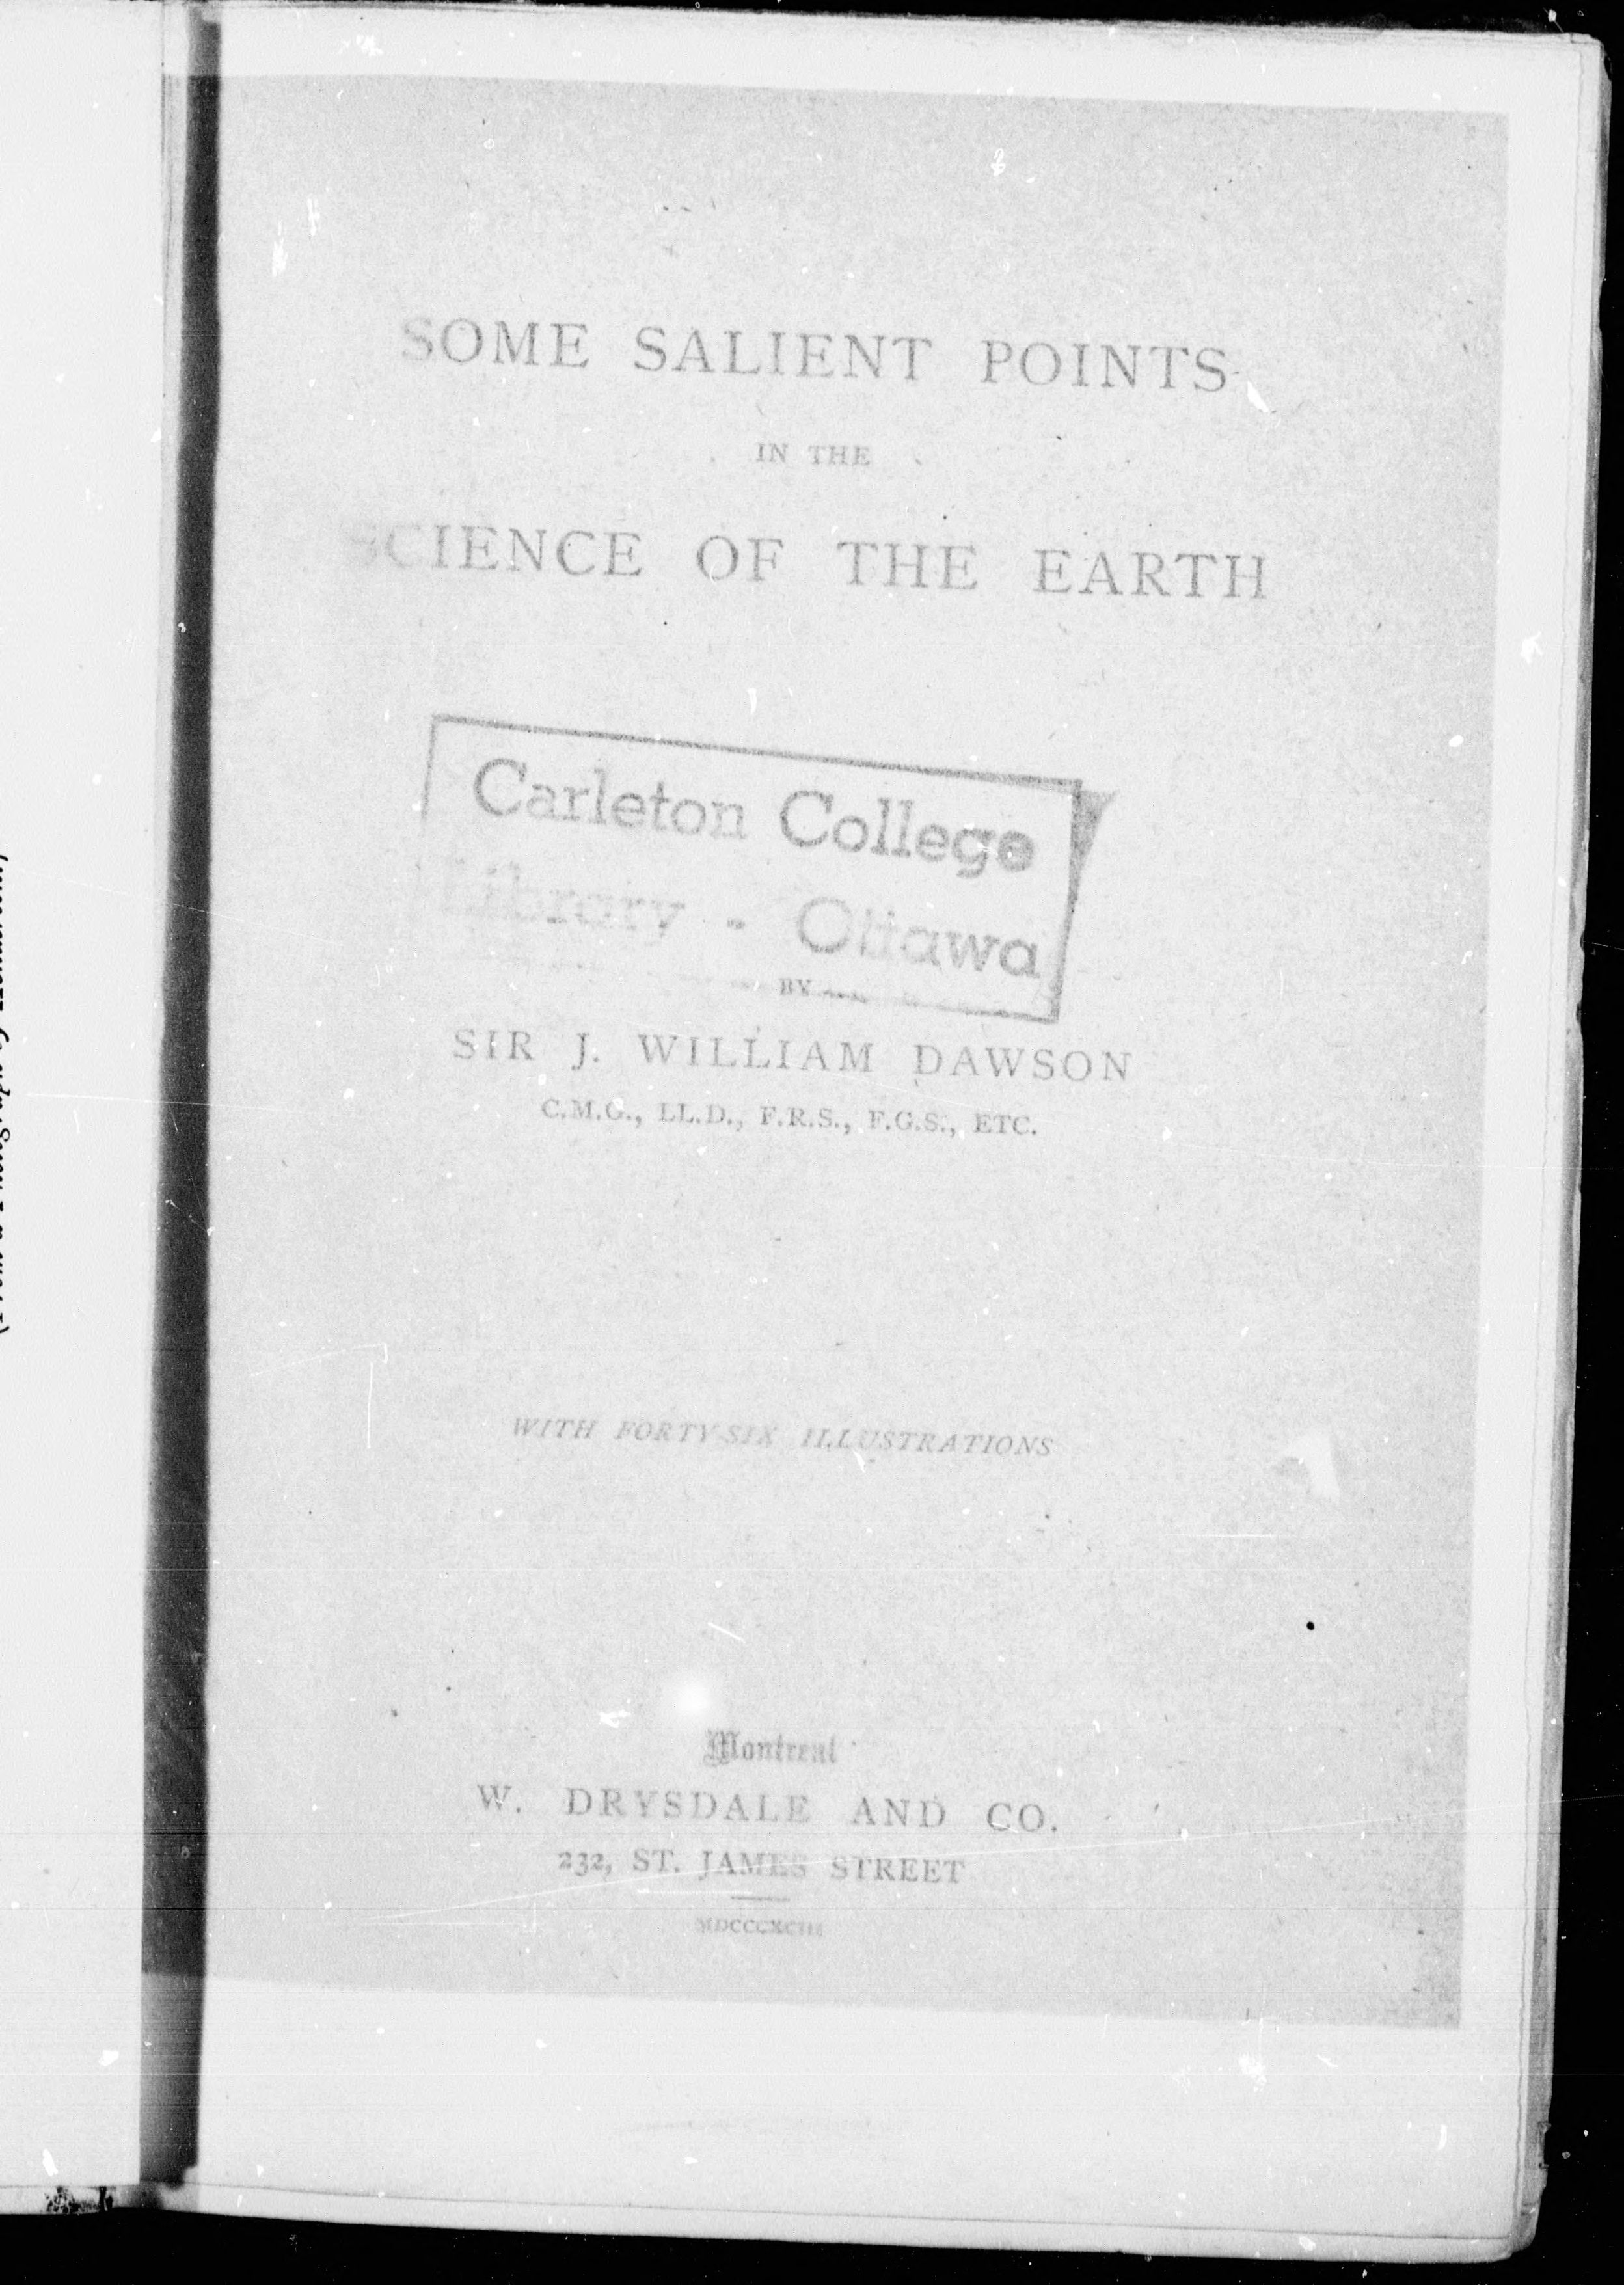 SOME SALIENT POINTS
IN THE
SCIENCE OF THE EARTH
Carleton College
Library - Ottawa
BY
SIR J. WILLIAM DAWSON
C.M.G., LL.D., F.R.S., F.G.S., ETC.
WITH FORTY-SIX ILLUSTRATIONS
Montreal
W. DRYSDALE AND CO.
232, ST. JAMES STREET
MDCCCXCIII